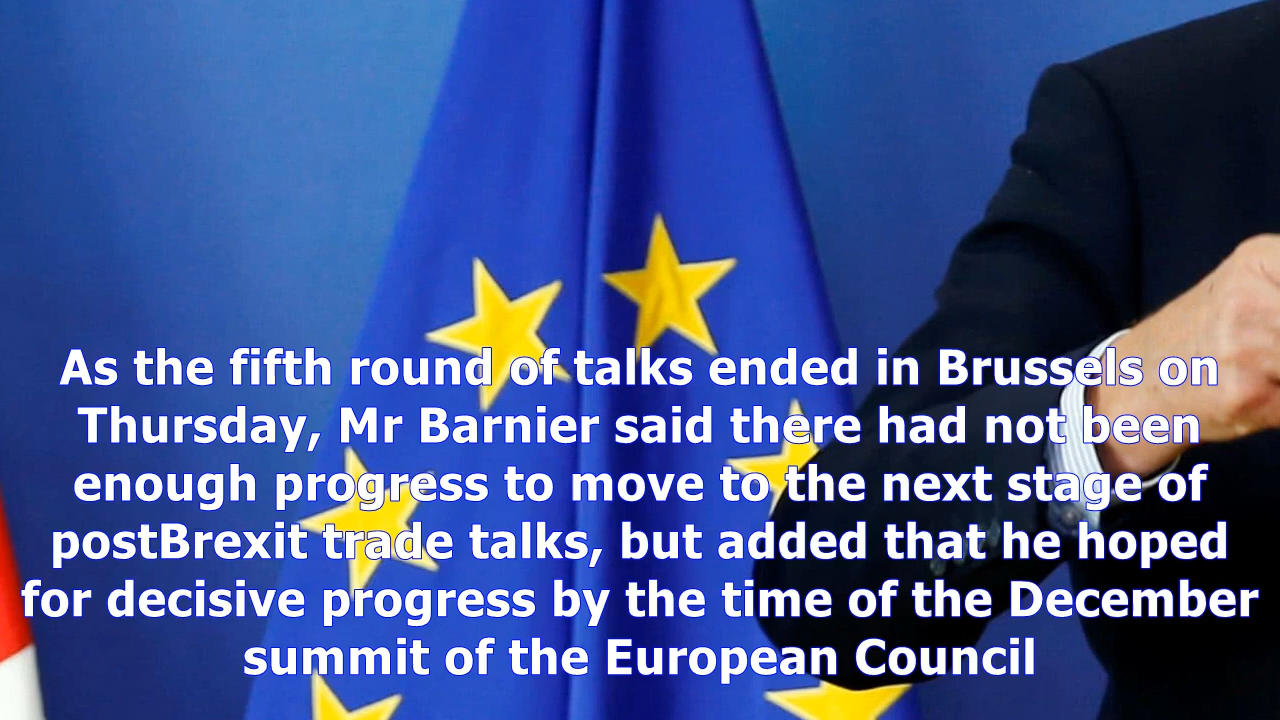 As the fifth round of talks ended in Brussels on
Thursday, Mr Barnier said there had not been
enough progress to move to the next stage of
postBrexit trade talks, but added that he hoped
for decisive progress by the time of the December
summit of the European Council